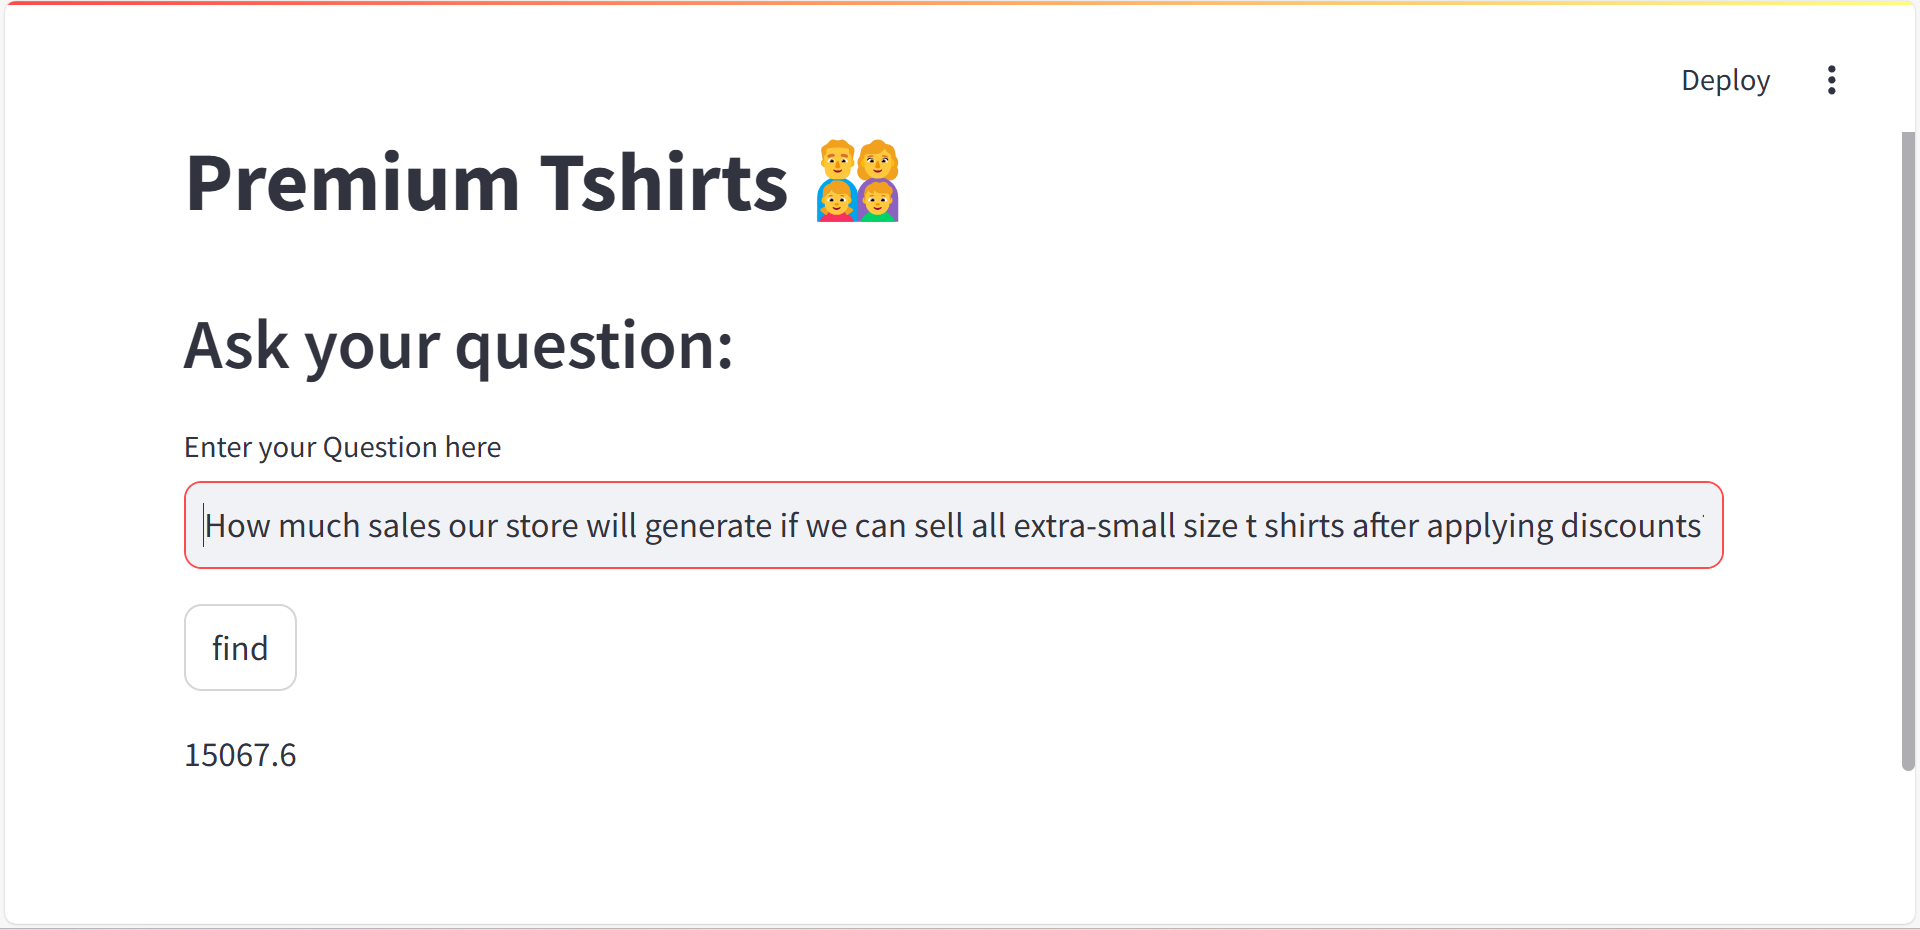 Deploy
Premium Tshirts 👨‍👩‍👧‍👦
Ask your question:
Enter your Question here
How much sales our store will generate if we can sell all extra-small size t shirts after applying discounts
find
15067.6